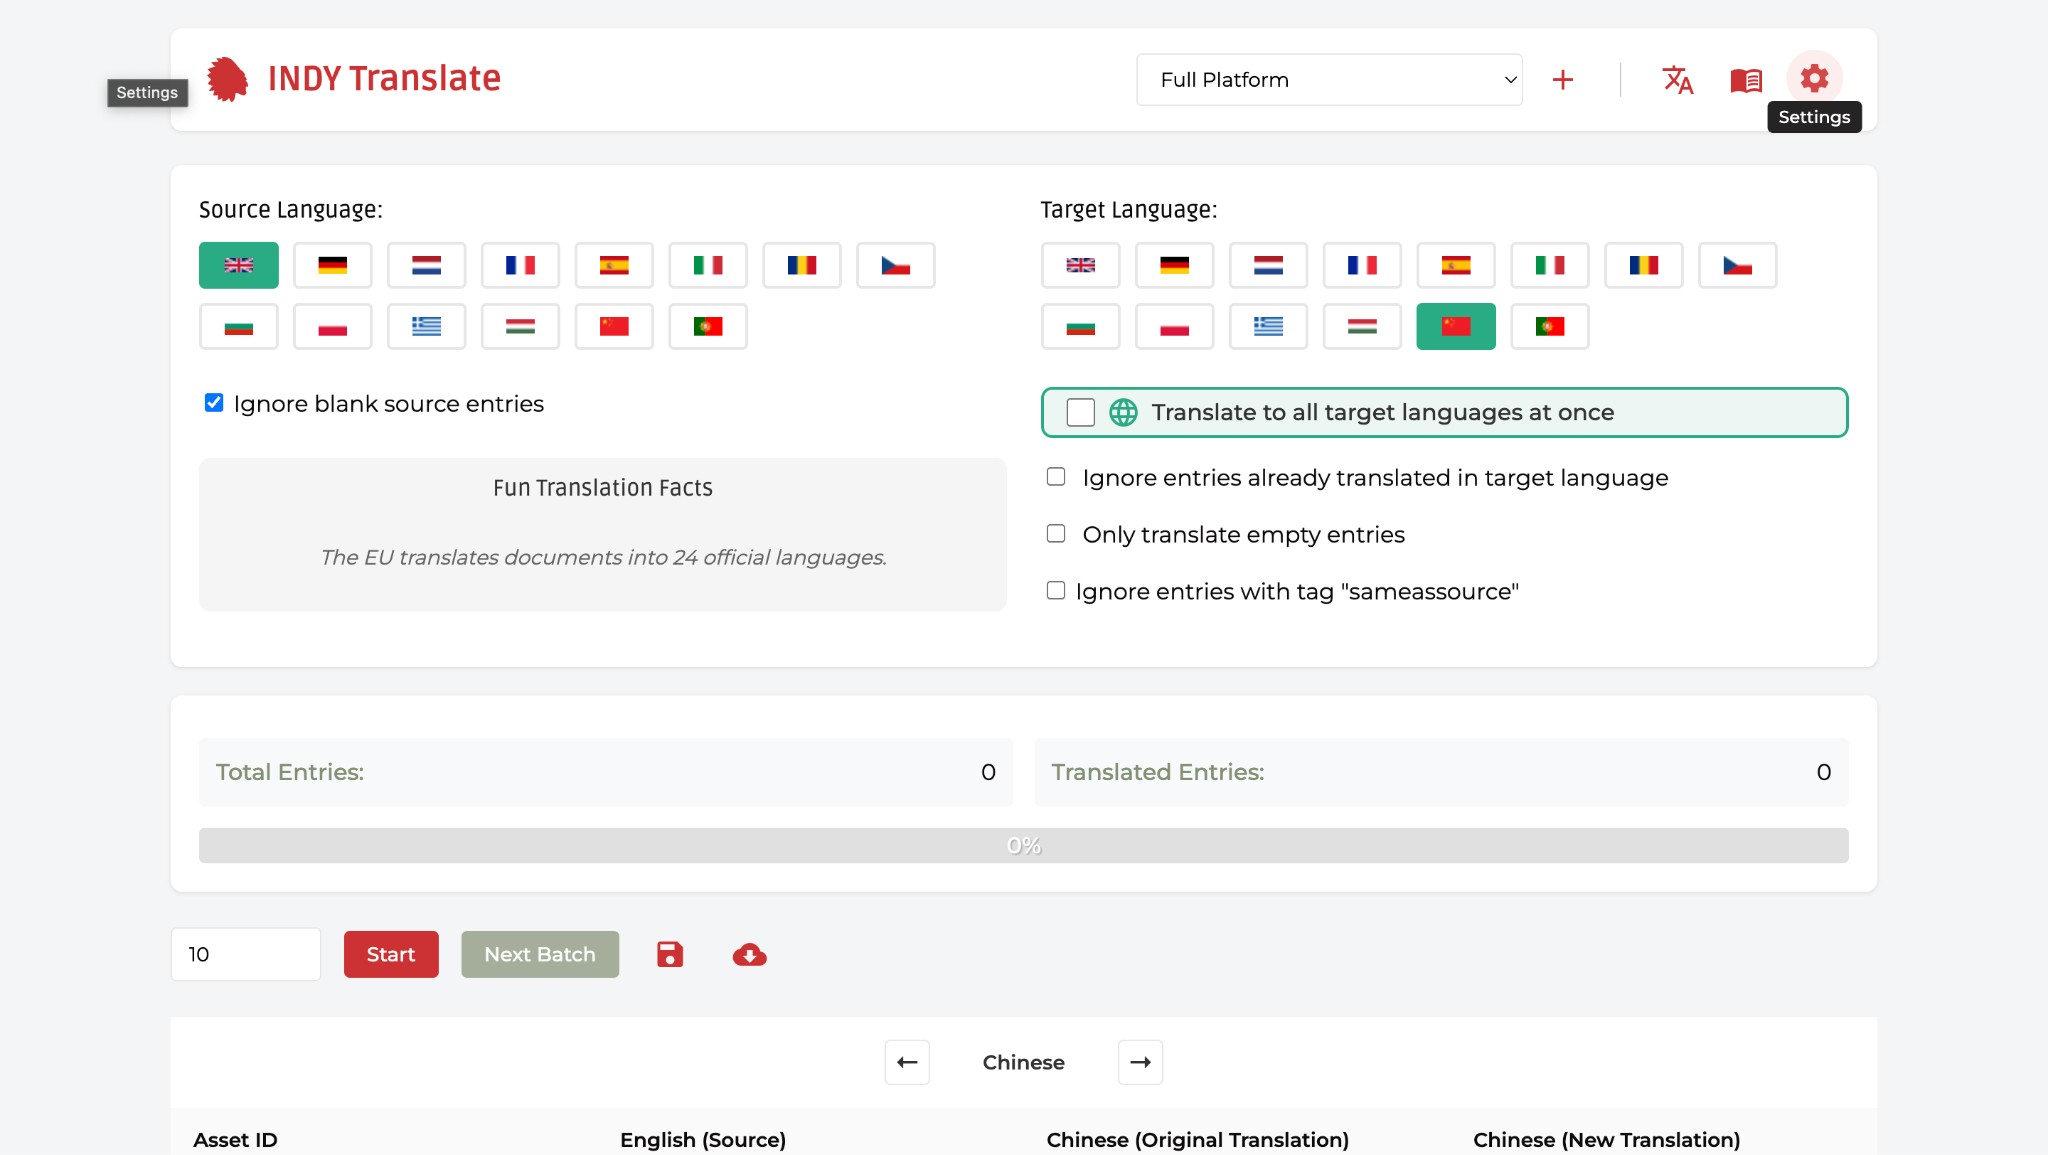 Settings
INDY Translate
Full Platform
Settings
Source Language:
Target Language:
Ignore blank source entries
Translate to all target languages at once
Ignore entries already translated in target language
Only translate empty entries
Ignore entries with tag "sameassource"
Fun Translation Facts
The EU translates documents into 24 official languages.
Total Entries: 0
Translated Entries: 0
0%
10
Start
Next Batch
Chinese
Asset ID
English (Source)
Chinese (Original Translation)
Chinese (New Translation)